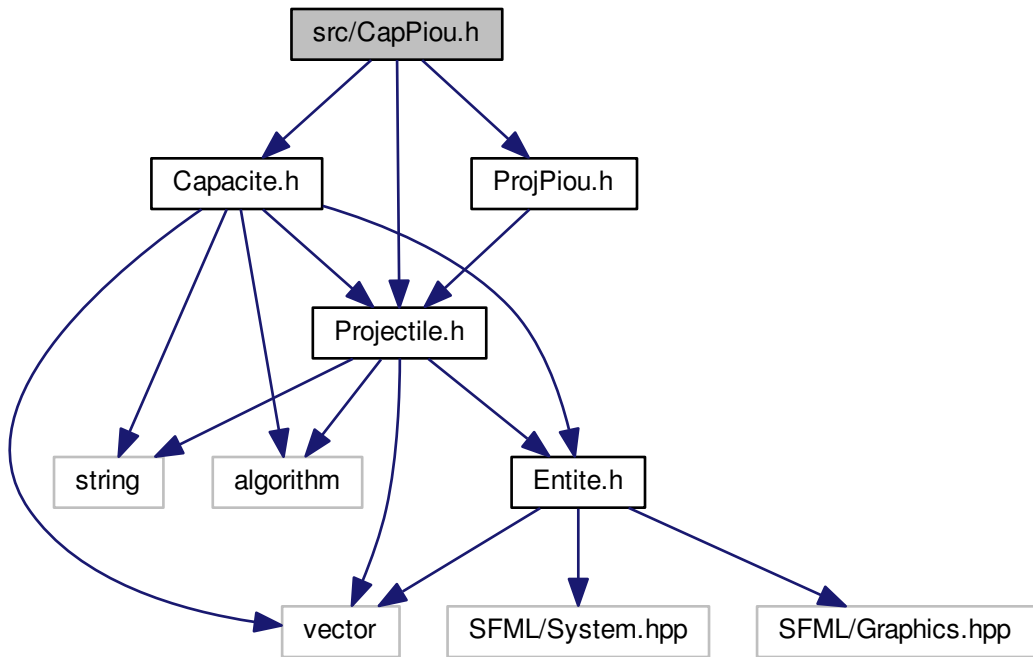 src/CapPiou.h
Capacite.h
ProjPiou.h
Projectile.h
string
algorithm
Entite.h
vector
SFML/System.hpp
SFML/Graphics.hpp